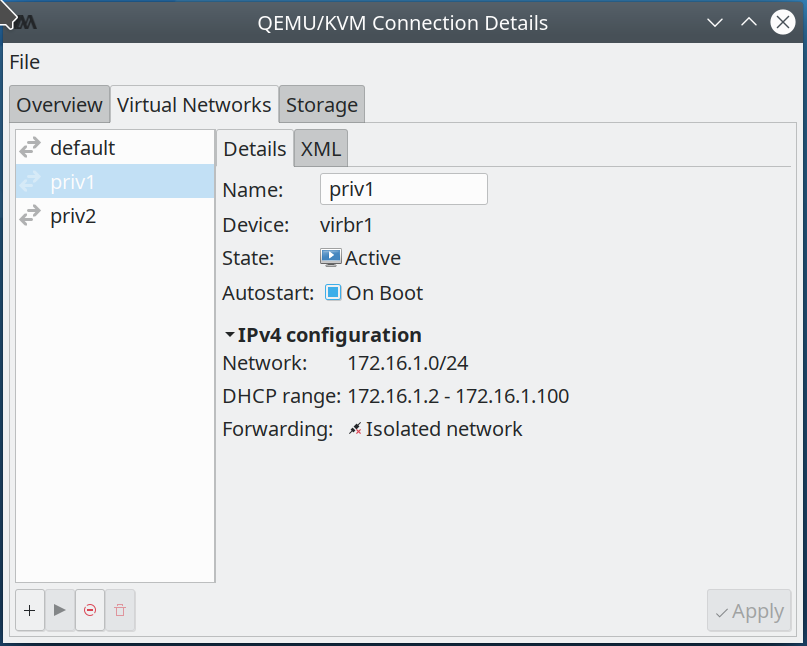 QEMU/KVM Connection Details
File
Overview Virtual Networks Storage
default
priv1
priv2
Details XML
Name: priv1
Device: virbr1
State: Active
Autostart: On Boot
IPv4 configuration
Network: 172.16.1.0/24
DHCP range: 172.16.1.2 - 172.16.1.100
Forwarding: Isolated network
Apply